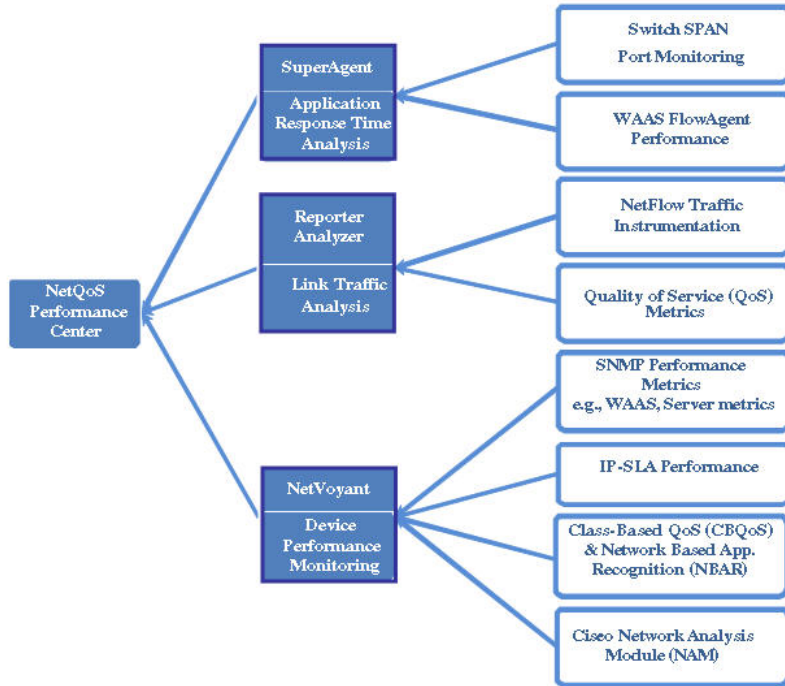 Switch SPAN
Port Monitoring
SuperAgent
Application
Response Time
Analysis
WAAS FlowAgent
Performance
Reporter
Analyzer
Link Traffic
Analysis
NetFlow Traffic
Instrumentation
Quality of Service (QoS)
Metrics
NetQoS
Performance
Center
SNMP Performance
Metrics
e.g., WAAS, Server metrics
IP-SLA Performance
NetVoyant
Device
Performance
Monitoring
Class-Based QoS (CBQoS)
& Network Based App.
Recognition (NBAR)
Cisco Network Analysis
Module (NAM)